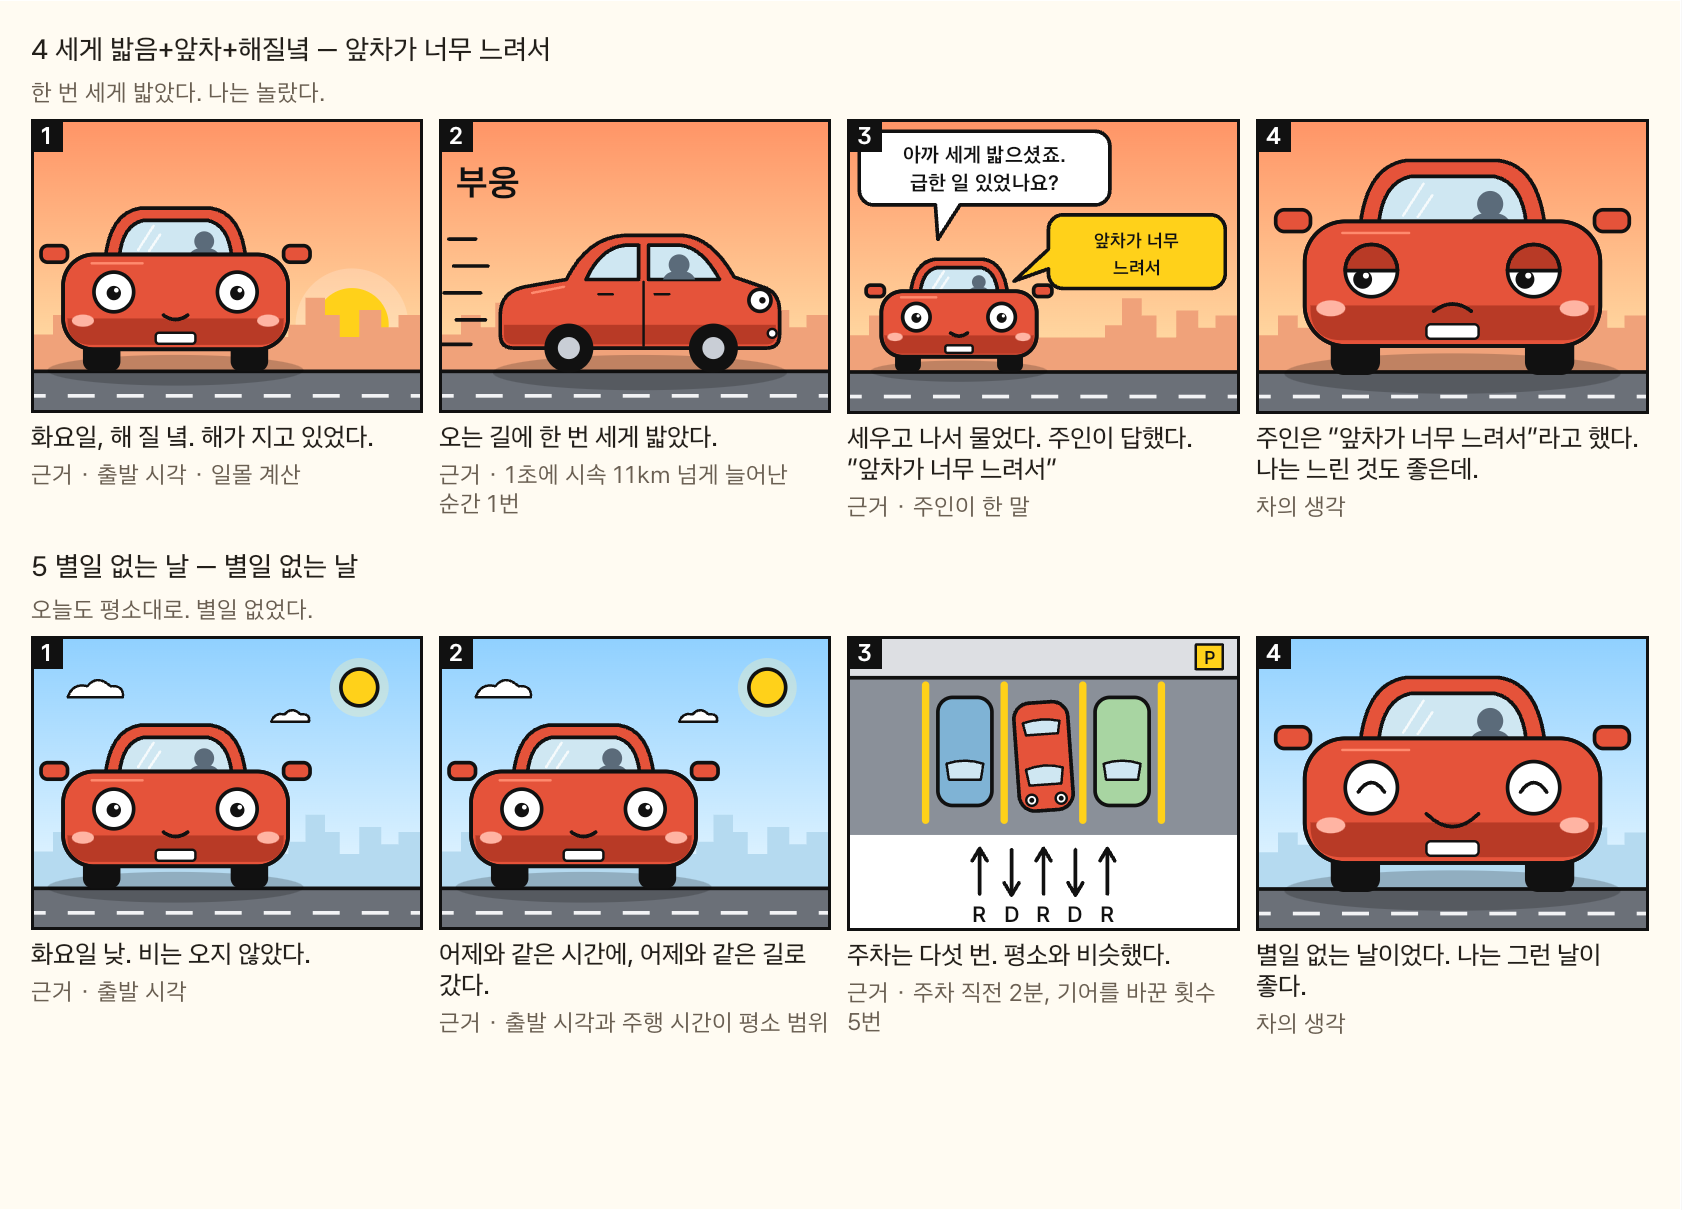 4 세게 밟음+앞차+해질녘 — 앞차가 너무 느려서
한 번 세게 밟았다. 나는 놀랐다.
1
화요일, 해 질 녘. 해가 지고 있었다.
근거 · 출발 시각 · 일몰 계산
2
부웅
오는 길에 한 번 세게 밟았다.
근거 · 1초에 시속 11km 넘게 늘어난
순간 1번
3
아까 세게 밟으셨죠.
급한 일 있었나요?
앞차가 너무
느려서
세우고 나서 물었다. 주인이 답했다.
"앞차가 너무 느려서"
근거 · 주인이 한 말
4
주인은 "앞차가 너무 느려서"라고 했다.
나는 느린 것도 좋은데.
차의 생각
5 별일 없는 날 — 별일 없는 날
오늘도 평소대로. 별일 없었다.
1
화요일 낮. 비는 오지 않았다.
근거 · 출발 시각
2
어제와 같은 시간에, 어제와 같은 길로
갔다.
근거 · 출발 시각과 주행 시간이 평소 범위
3
P
R D R D R
주차는 다섯 번. 평소와 비슷했다.
근거 · 주차 직전 2분, 기어를 바꾼 횟수
5번
4
별일 없는 날이었다. 나는 그런 날이
좋다.
차의 생각